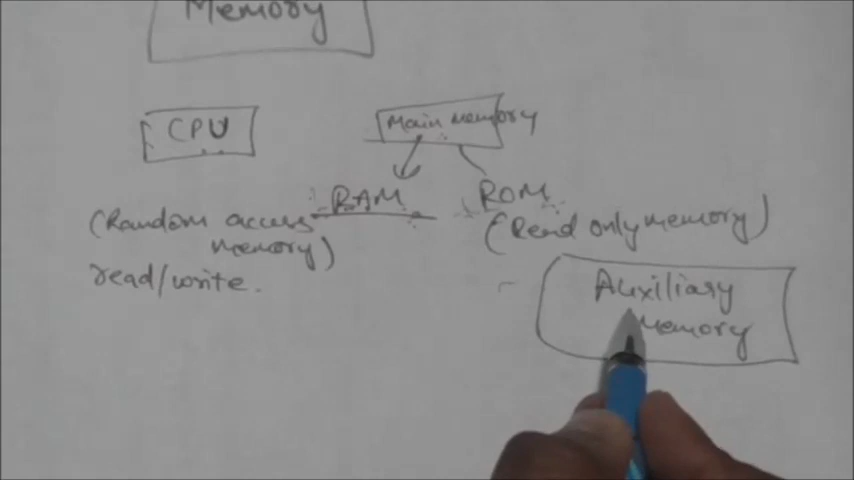 Memory
CPU
Main memory
RAM
ROM
(Random access
memory)
(Read only memory)
read/write.
Auxiliary
Memory